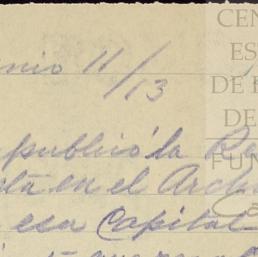 nio 11/13
publicó la Re
ta en el Arch
esa Capital
CEN
ES
DE
DE
FUN